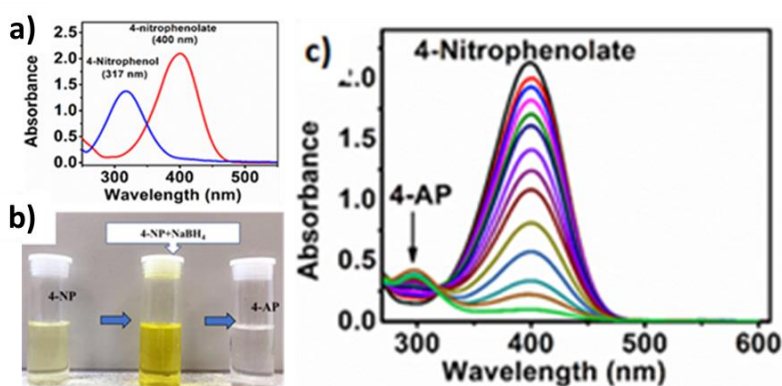 a)
2.5
2.0
1.5
1.0
0.5
0.0
Absorbance
4-nitrophenolate
(400 nm)
4-Nitrophenol
(317 nm)
300
400
500
Wavelength (nm)
b)
4-NP+NaBH₄
4-NP
4-AP
c)
4-Nitrophenolate
2.0
1.5
1.0
0.5
0.0
Absorbance
4-AP
300
400
500
600
Wavelength (nm)